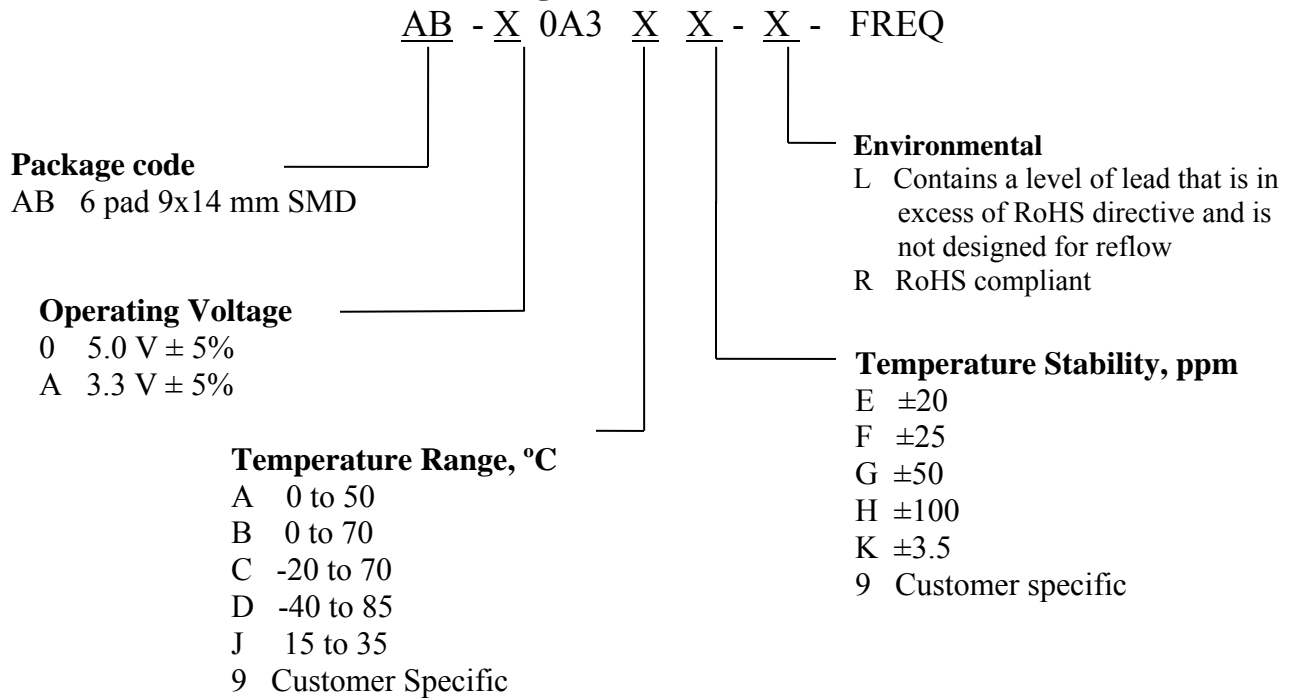 AB - X 0A3 X X - X - FREQ
Package code
AB 6 pad 9x14 mm SMD
Operating Voltage
0 5.0 V ± 5%
A 3.3 V ± 5%
Temperature Range, ºC
A 0 to 50
B 0 to 70
C -20 to 70
D -40 to 85
J 15 to 35
9 Customer Specific
Environmental
L Contains a level of lead that is in
excess of RoHS directive and is
not designed for reflow
R RoHS compliant
Temperature Stability, ppm
E ±20
F ±25
G ±50
H ±100
K ±3.5
9 Customer specific